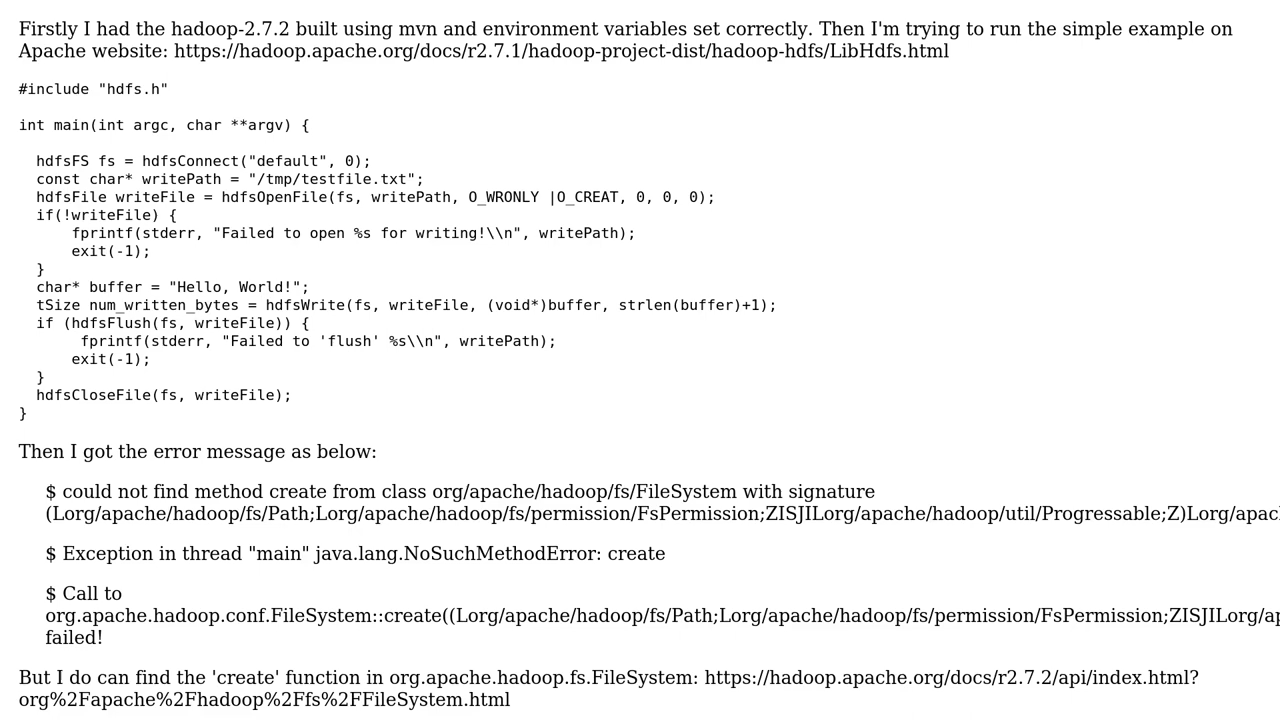 Firstly I had the hadoop-2.7.2 built using mvn and environment variables set correctly. Then I'm trying to run the simple example on
Apache website: https://hadoop.apache.org/docs/r2.7.1/hadoop-project-dist/hadoop-hdfs/LibHdfs.html
#include "hdfs.h"
int main(int argc, char **argv) {
  hdfsFS fs = hdfsConnect("default", 0);
  const char* writePath = "/tmp/testfile.txt";
  hdfsFile writeFile = hdfsOpenFile(fs, writePath, O_WRONLY |O_CREAT, 0, 0, 0);
  if(!writeFile) {
      fprintf(stderr, "Failed to open %s for writing!\\n", writePath);
      exit(-1);
  }
  char* buffer = "Hello, World!";
  tSize num_written_bytes = hdfsWrite(fs, writeFile, (void*)buffer, strlen(buffer)+1);
  if (hdfsFlush(fs, writeFile)) {
       fprintf(stderr, "Failed to 'flush' %s\\n", writePath);
      exit(-1);
  }
  hdfsCloseFile(fs, writeFile);
}
Then I got the error message as below:
$ could not find method create from class org/apache/hadoop/fs/FileSystem with signature
(Lorg/apache/hadoop/fs/Path;Lorg/apache/hadoop/fs/permission/FsPermission;ZISJILorg/apache/hadoop/util/Progressable;Z)Lorg/apac
$ Exception in thread "main" java.lang.NoSuchMethodError: create
$ Call to
org.apache.hadoop.conf.FileSystem::create((Lorg/apache/hadoop/fs/Path;Lorg/apache/hadoop/fs/permission/FsPermission;ZISJILorg/ap
failed!
But I do can find the 'create' function in org.apache.hadoop.fs.FileSystem: https://hadoop.apache.org/docs/r2.7.2/api/index.html?
org%2Fapache%2Fhadoop%2Ffs%2FFileSystem.html